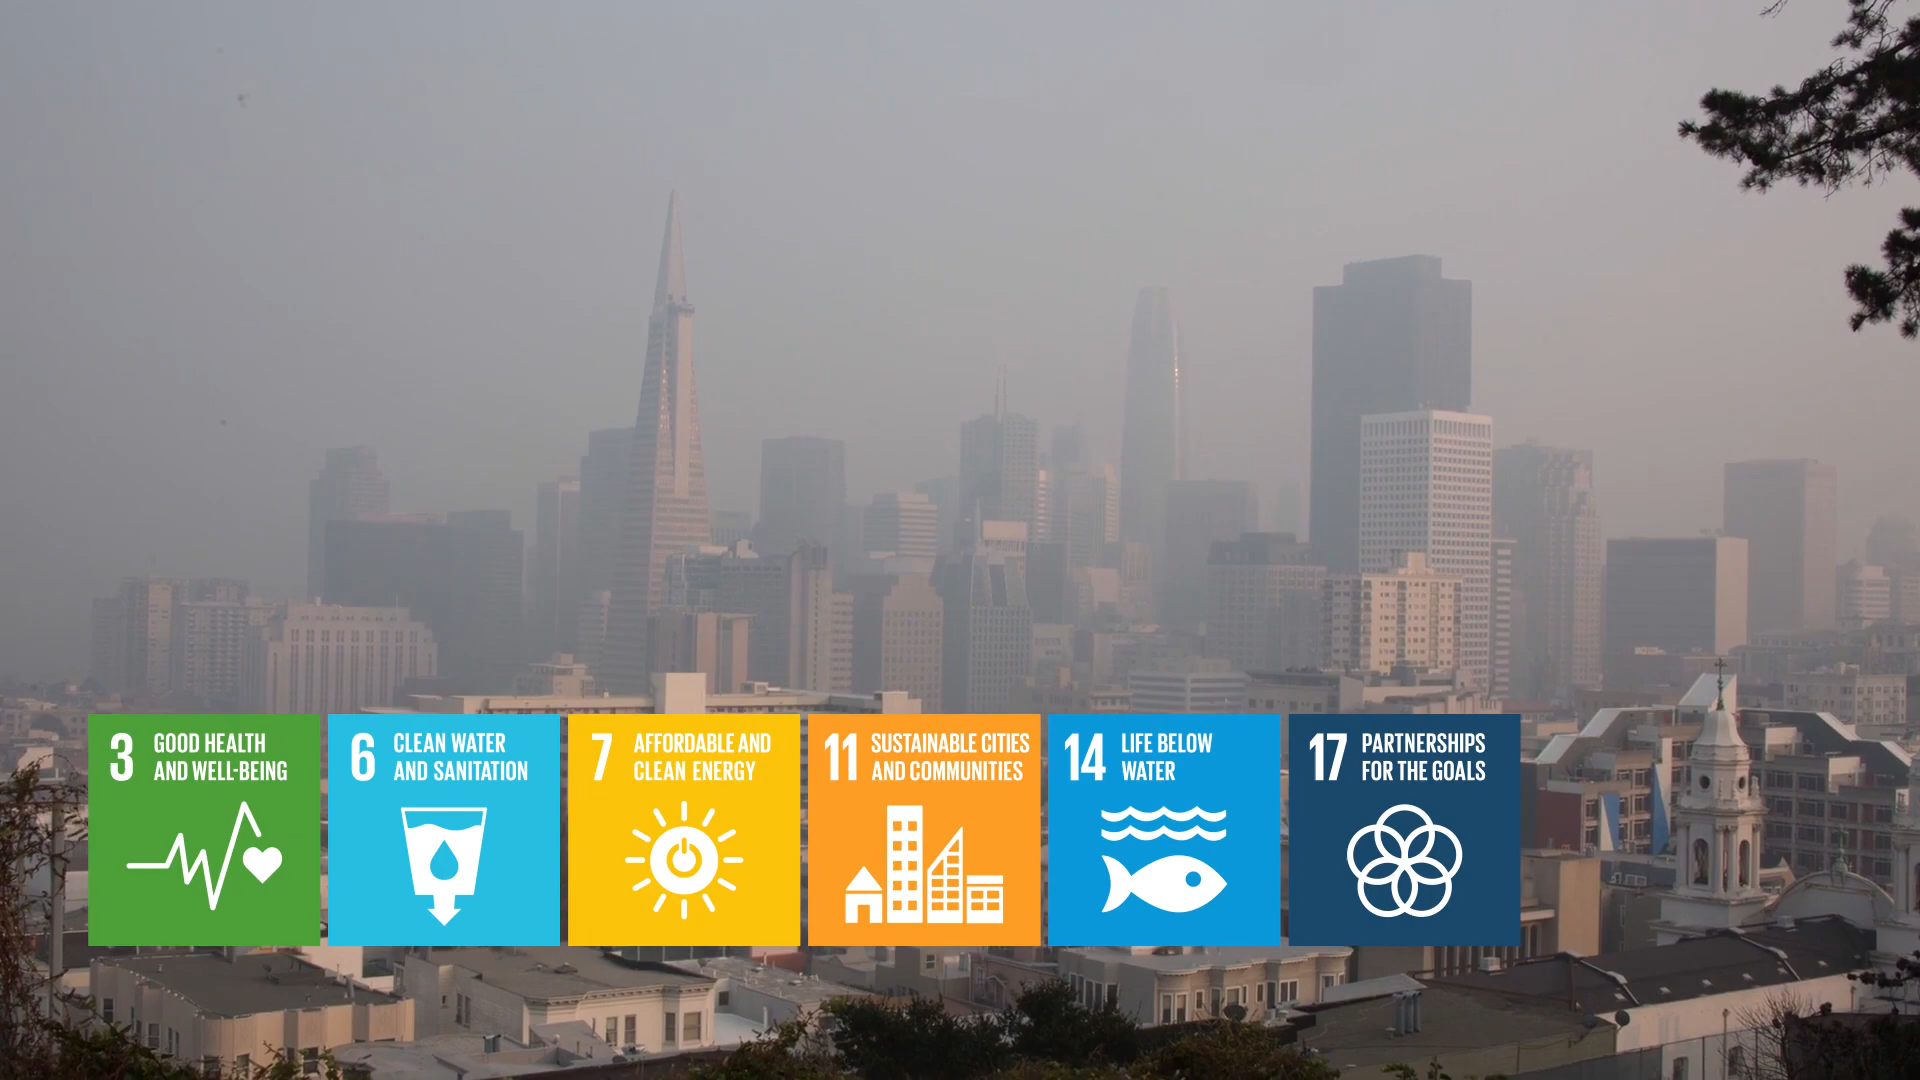 3 GOOD HEALTH
AND WELL-BEING
6 CLEAN WATER
AND SANITATION
7 AFFORDABLE AND
CLEAN ENERGY
11 SUSTAINABLE CITIES
AND COMMUNITIES
14 LIFE BELOW
WATER
17 PARTNERSHIPS
FOR THE GOALS